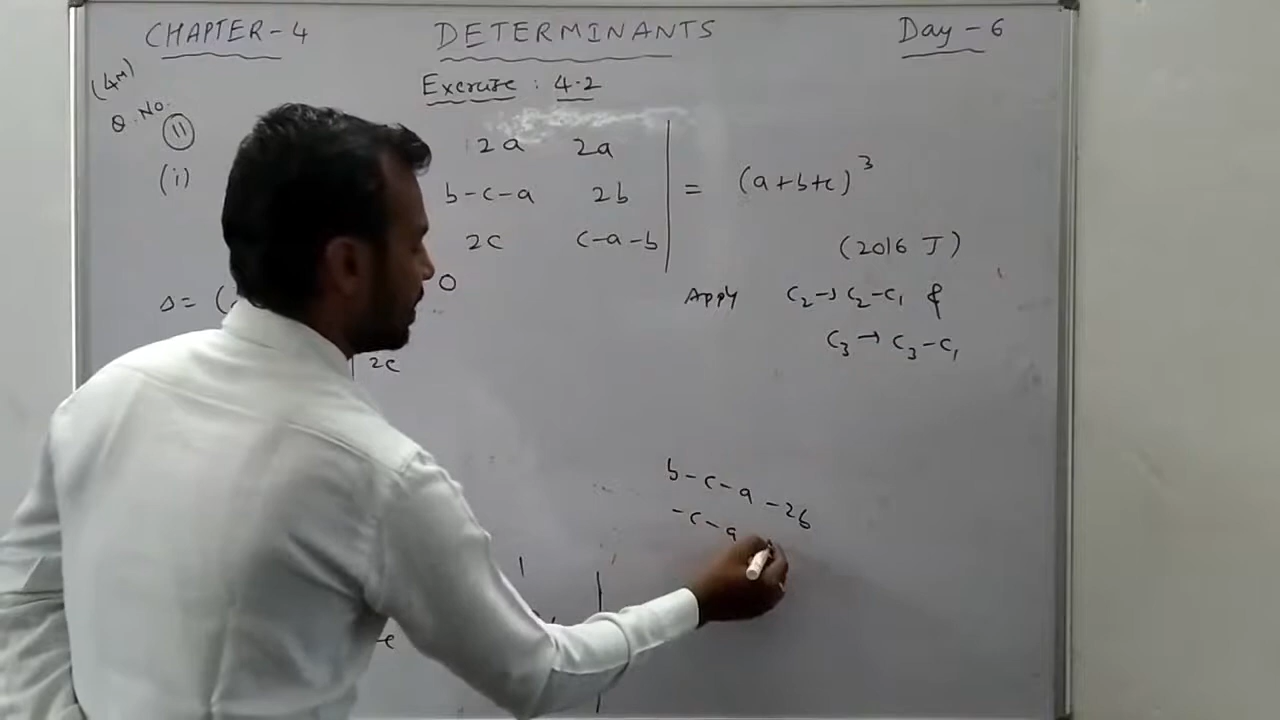 CHAPTER-4 DETERMINANTS Day-6
(4M) Exercise : 4.2
Q.No. 11
(i) 2a 2a
b-c-a 2b = (a+b+c)³
2c c-a-b (2016 J)
0
Δ= ( Apply C₂→C₂-C₁ &
C₃→C₃-C₁
2c
b-c-a-2b
-c-a
1